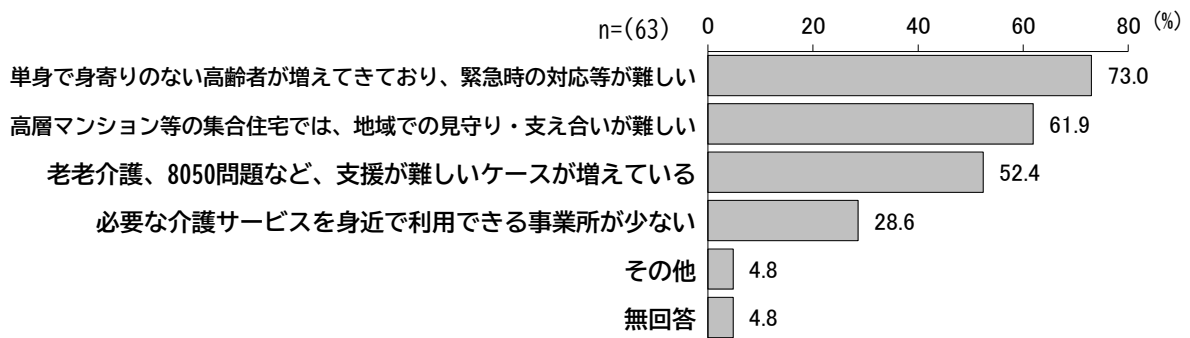 n=(63) 0 20 40 60 80 (%)
単身で身寄りのない高齢者が増えてきており、緊急時の対応等が難しい 73.0
高層マンション等の集合住宅では、地域での見守り・支え合いが難しい 61.9
老老介護、8050問題など、支援が難しいケースが増えている 52.4
必要な介護サービスを身近で利用できる事業所が少ない 28.6
その他 4.8
無回答 4.8